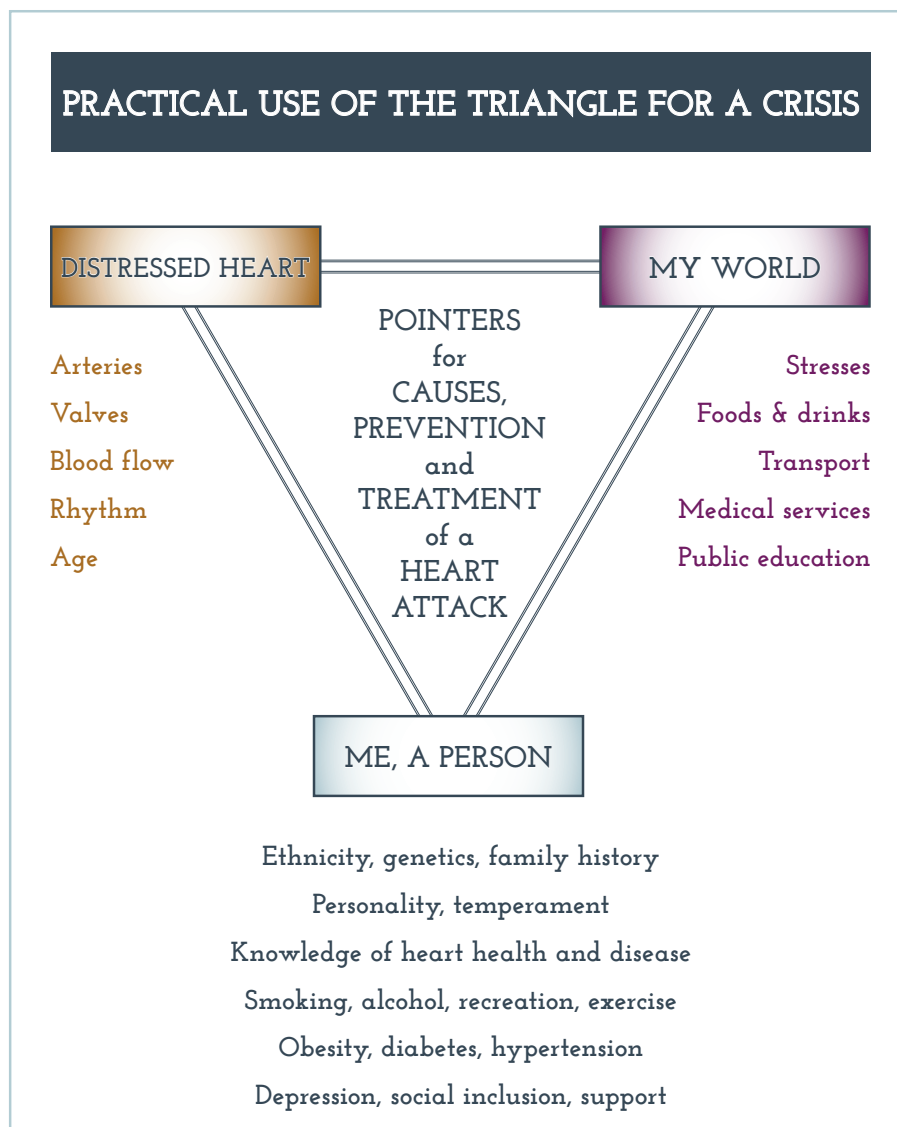 PRACTICAL USE OF THE TRIANGLE FOR A CRISIS
DISTRESSED HEART
MY WORLD
POINTERS
for
CAUSES,
PREVENTION
and
TREATMENT
of a
HEART
ATTACK
Arteries
Valves
Blood flow
Rhythm
Age
Stresses
Foods & drinks
Transport
Medical services
Public education
ME, A PERSON
Ethnicity, genetics, family history
Personality, temperament
Knowledge of heart health and disease
Smoking, alcohol, recreation, exercise
Obesity, diabetes, hypertension
Depression, social inclusion, support